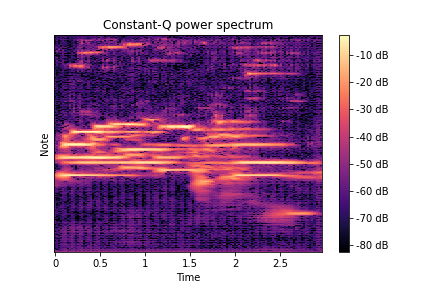 Constant-Q power spectrum
Note
-10 dB
-20 dB
-30 dB
-40 dB
-50 dB
-60 dB
-70 dB
-80 dB
0 0.5 1 1.5 2 2.5
Time